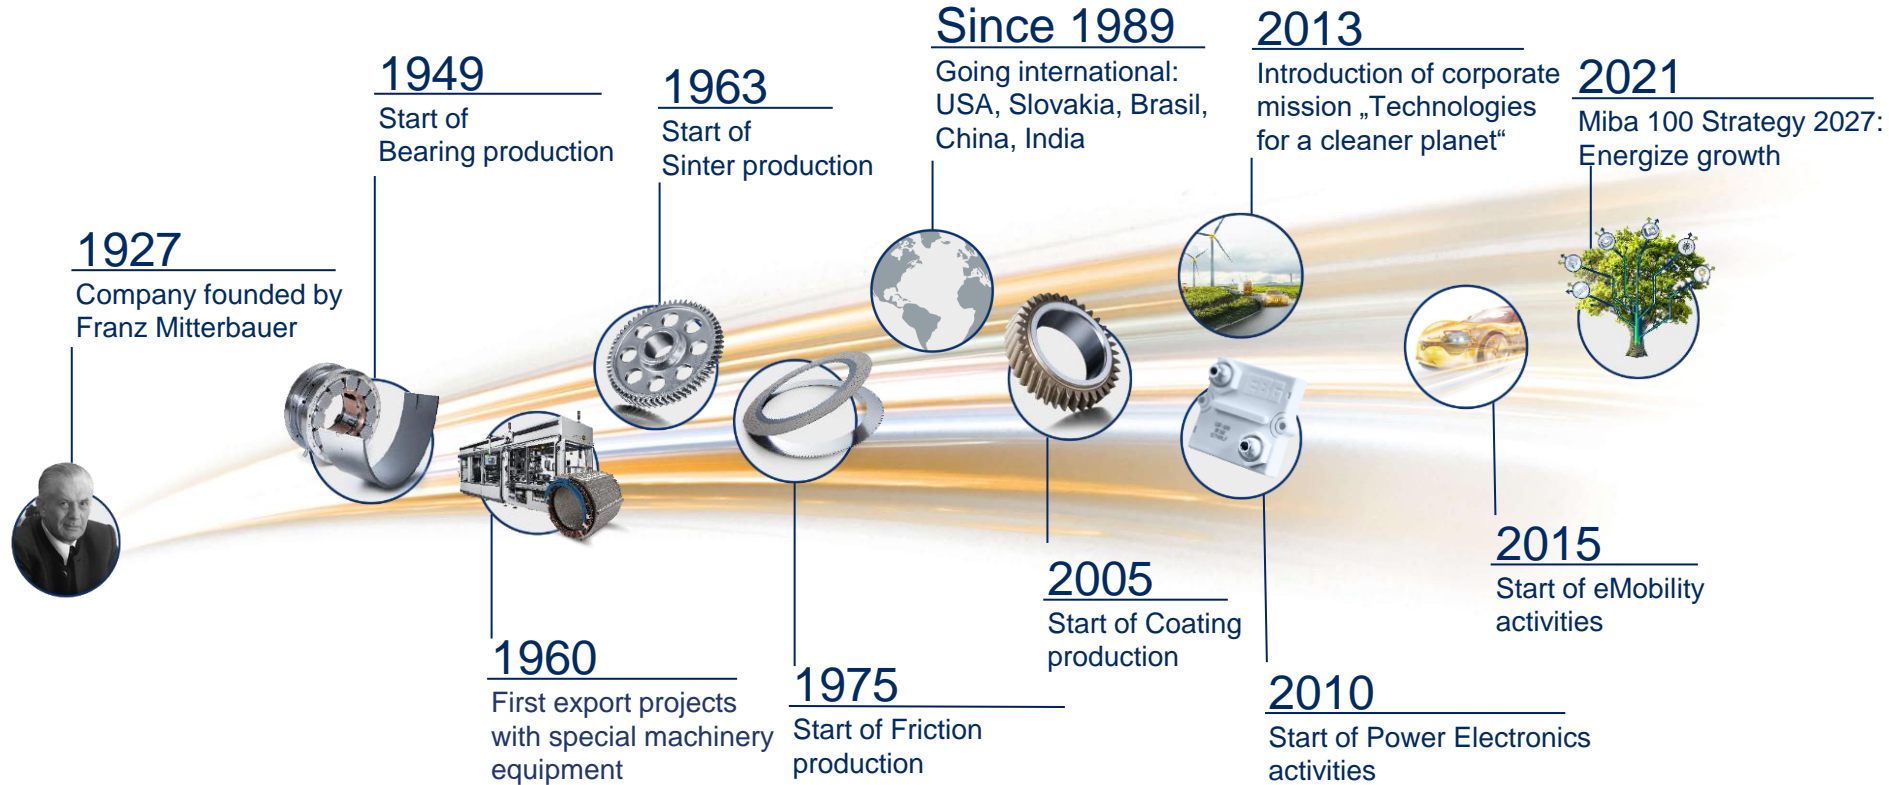 1927
Company founded by
Franz Mitterbauer
1949
Start of
Bearing production
1960
First export projects
with special machinery
equipment
1963
Start of
Sinter production
1975
Start of Friction
production
Since 1989
Going international:
USA, Slovakia, Brasil,
China, India
2005
Start of Coating
production
2010
Start of Power Electronics
activities
2013
Introduction of corporate
mission „Technologies
for a cleaner planet“
2015
Start of eMobility
activities
2021
Miba 100 Strategy 2027:
Energize growth